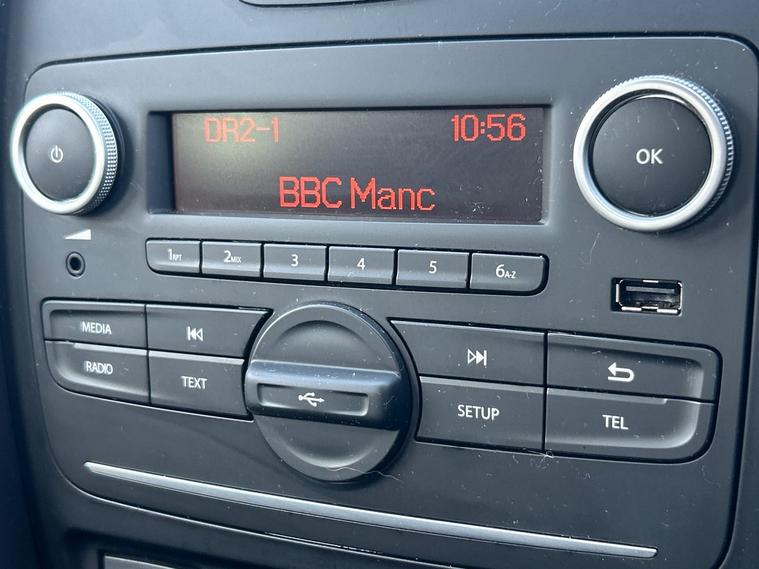 DR2-1 10:56
BBC Manc
OK
1RPT 2MIX 3 4 5 6A-Z
MEDIA
RADIO TEXT
SETUP TEL